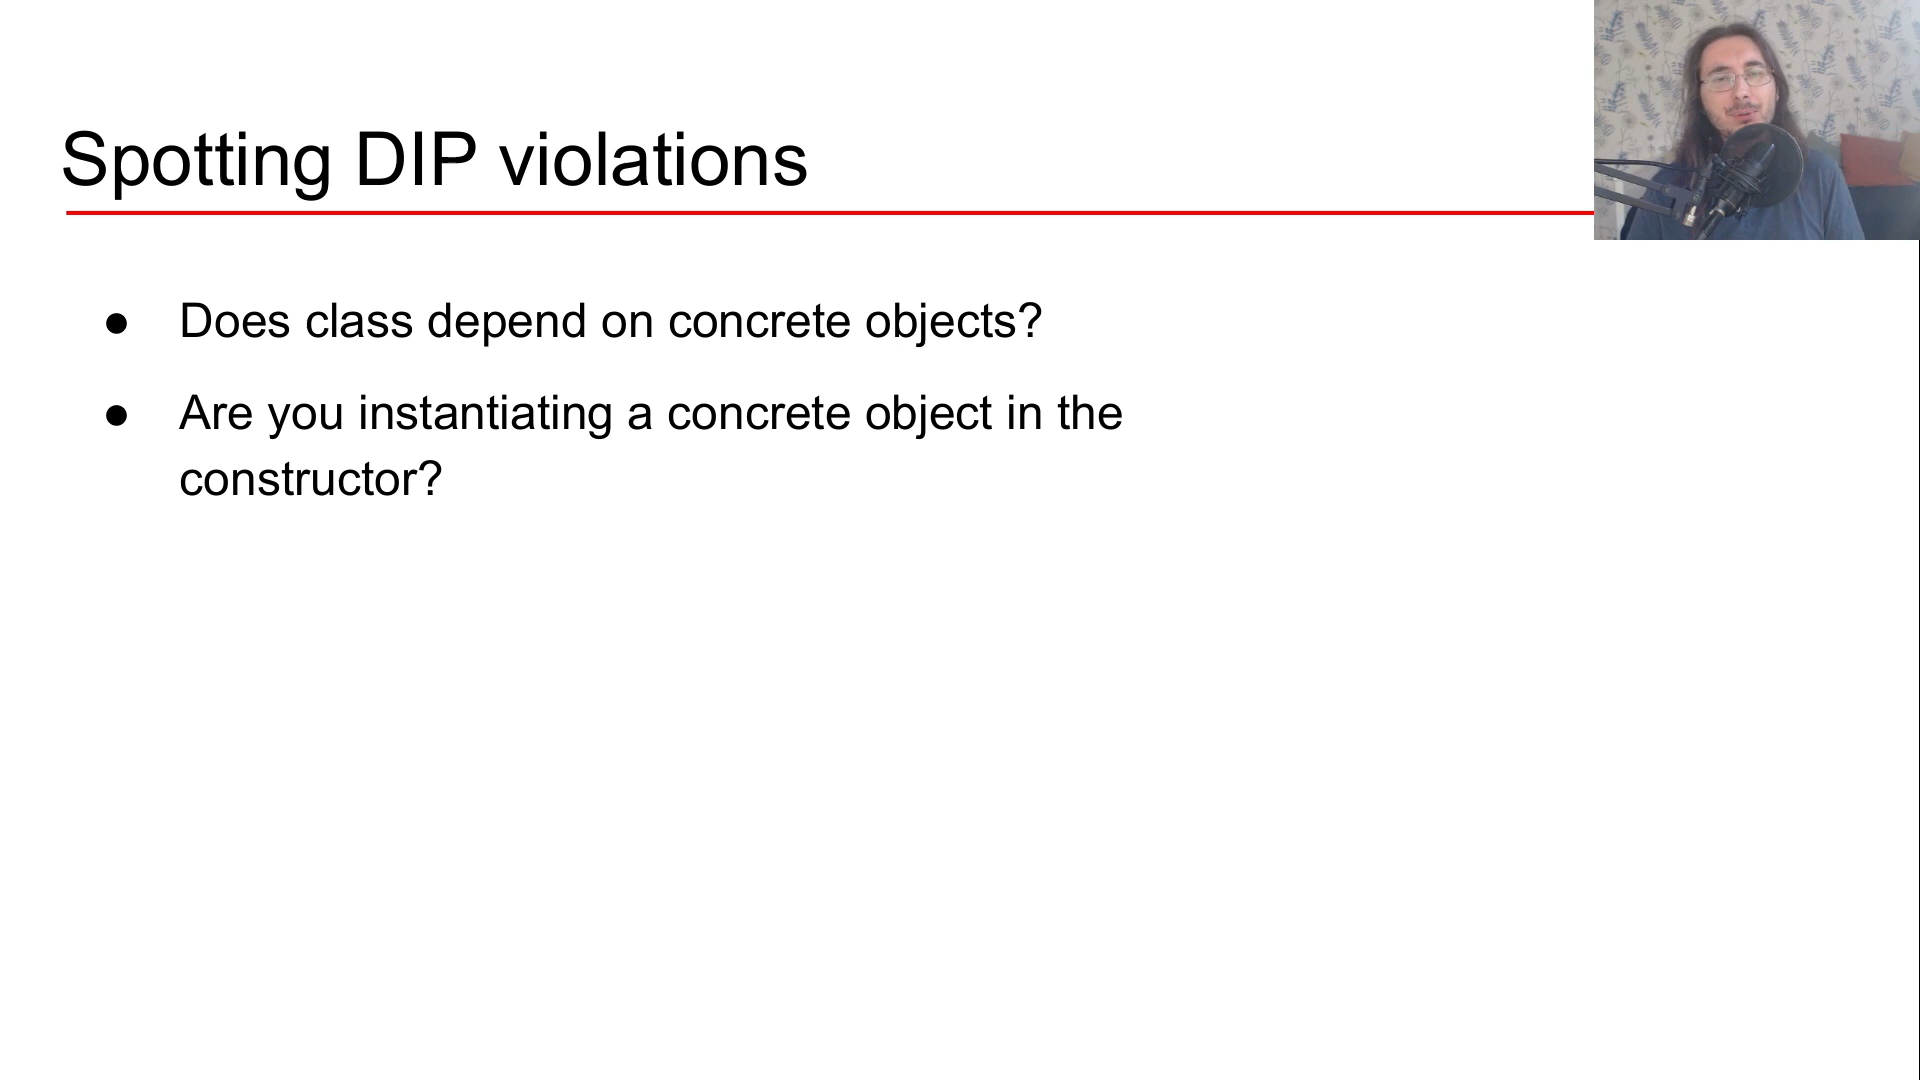 Spotting DIP violations
● Does class depend on concrete objects?
● Are you instantiating a concrete object in the
constructor?